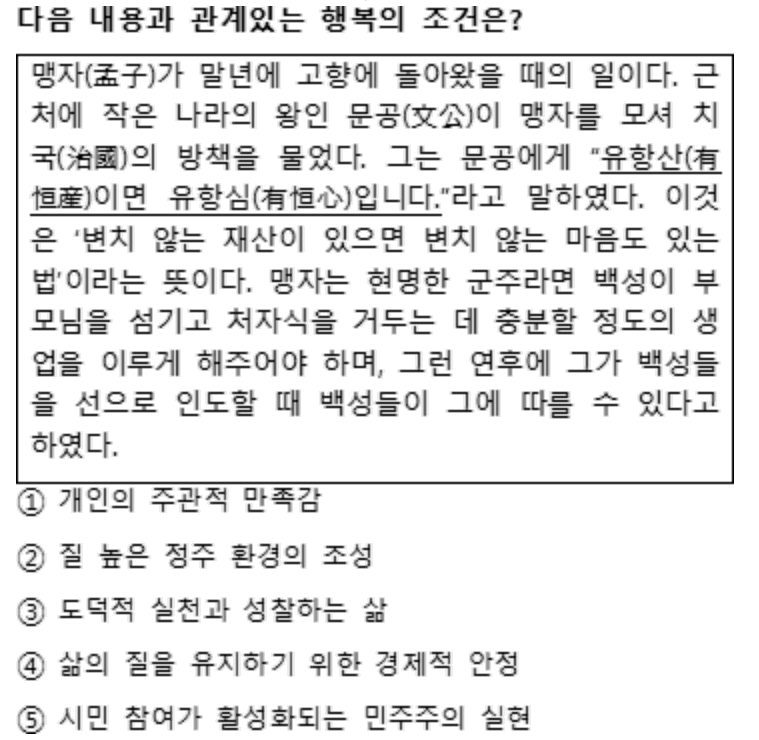 다음 내용과 관계있는 행복의 조건은?
맹자(孟子)가 말년에 고향에 돌아왔을 때의 일이다. 근
처에 작은 나라의 왕인 문공(文公)이 맹자를 모셔 치
국(治國)의 방책을 물었다. 그는 문공에게 “유항산(有
恒産)이면 유항심(有恒心)입니다.”라고 말하였다. 이것
은 ‘변치 않는 재산이 있으면 변치 않는 마음도 있는
법’이라는 뜻이다. 맹자는 현명한 군주라면 백성이 부
모님을 섬기고 처자식을 거두는 데 충분할 정도의 생
업을 이루게 해주어야 하며, 그런 연후에 그가 백성들
을 선으로 인도할 때 백성들이 그에 따를 수 있다고
하였다.
① 개인의 주관적 만족감
② 질 높은 정주 환경의 조성
③ 도덕적 실천과 성찰하는 삶
④ 삶의 질을 유지하기 위한 경제적 안정
⑤ 시민 참여가 활성화되는 민주주의 실현